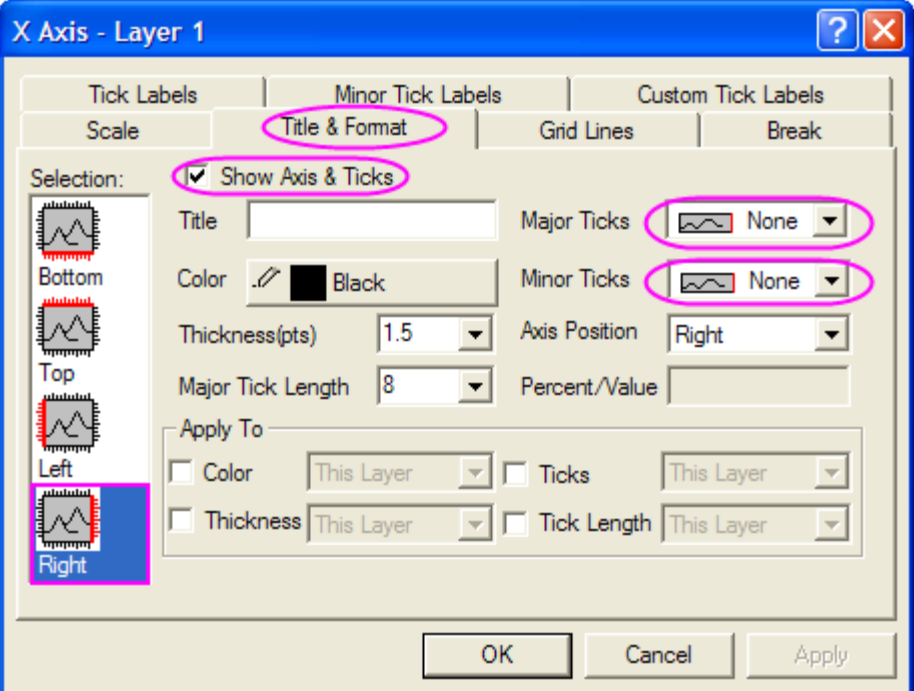 X Axis - Layer 1
Tick Labels Minor Tick Labels Custom Tick Labels
Scale Title & Format Grid Lines Break
Selection:
Bottom
Top
Left
Right
Show Axis & Ticks
Title Major Ticks None
Color Black Minor Ticks None
Thickness(pts) 1.5 Axis Position Right
Major Tick Length 8 Percent/Value
Apply To
Color This Layer Ticks This Layer
Thickness This Layer Tick Length This Layer
OK Cancel Apply